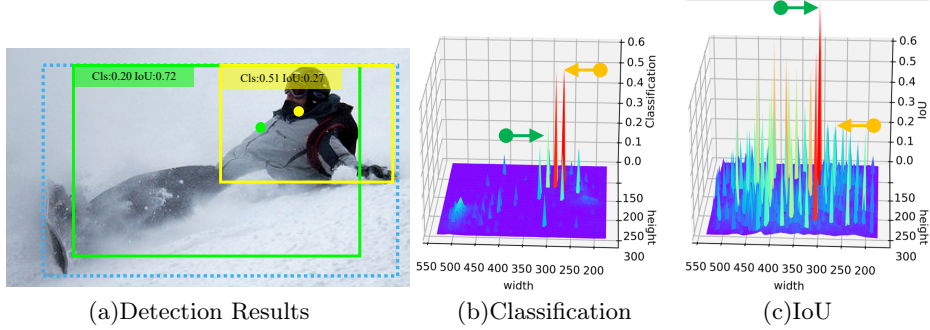 Cls:0.20 IoU:0.72
Cls:0.51 IoU:0.27
0.6
0.5
0.4
0.3
0.2
0.1
0.0
Classification
150
200
250
300
height
550 500 450 400 350 300 250 200
width
0.6
0.5
0.4
0.3
0.2
0.1
0.0
IoU
150
200
250
300
height
550 500 450 400 350 300 250 200
width
(a)Detection Results
(b)Classification
(c)IoU